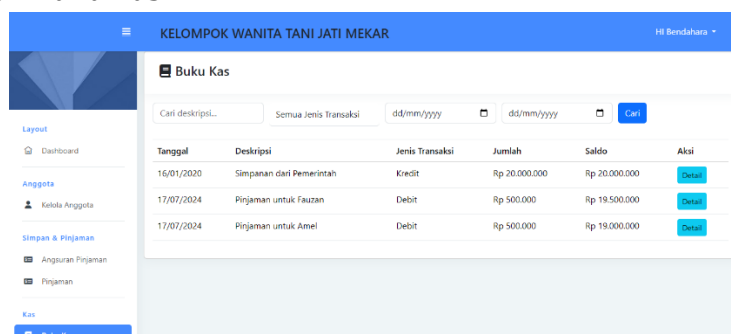 KELOMPOK WANITA TANI JATI MEKAR
HI Bendahara
Buku Kas
Cari deskripsi... Semua Jenis Transaksi dd/mm/yyyy dd/mm/yyyy Cari
Layout
Dashboard
Anggota
Kelola Anggota
Simpan & Pinjaman
Angsuran Pinjaman
Pinjaman
Kas
Tanggal Deskripsi Jenis Transaksi Jumlah Saldo Aksi
16/01/2020 Simpanan dari Pemerintah Kredit Rp 20.000.000 Rp 20.000.000 Detail
17/07/2024 Pinjaman untuk Fauzan Debit Rp 500.000 Rp 19.500.000 Detail
17/07/2024 Pinjaman untuk Amel Debit Rp 500.000 Rp 19.000.000 Detail